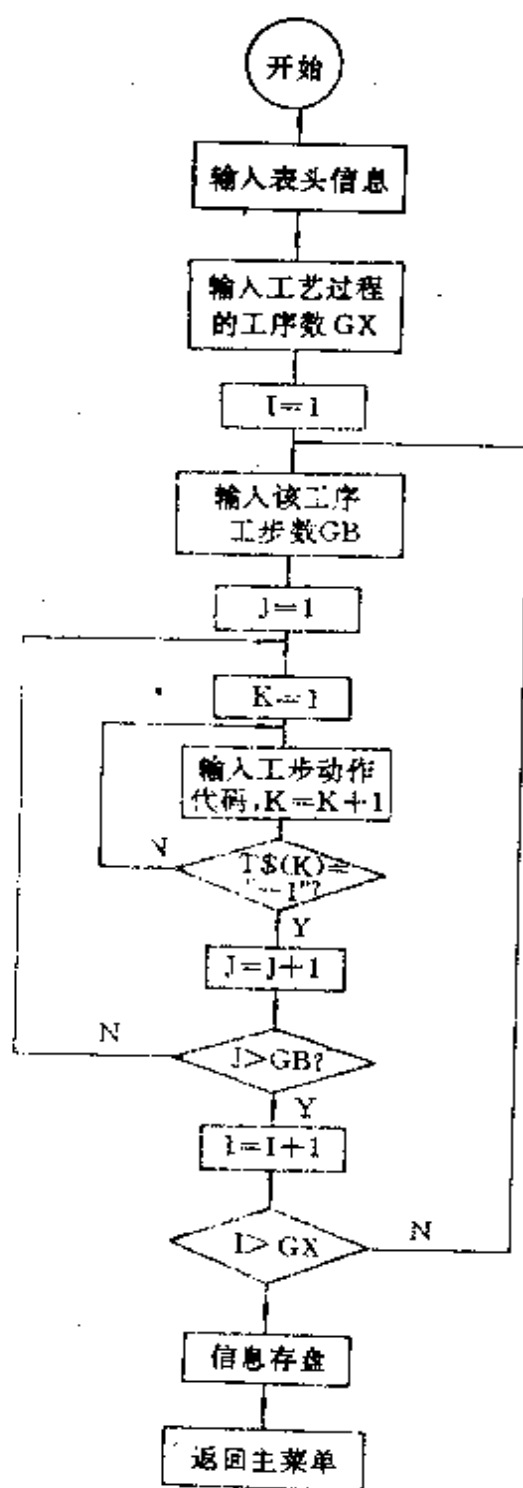 开始
输入表头信息
输入工艺过程
的工序数GX
I=1
输入该工序
工步数GB
J=1
K=1
输入工步动作
代码,K=K+1
N
T$(K)=
"-1"?
Y
J=J+1
N
J>GB?
Y
I=I+1
I>GX
N
信息存盘
返回主菜单